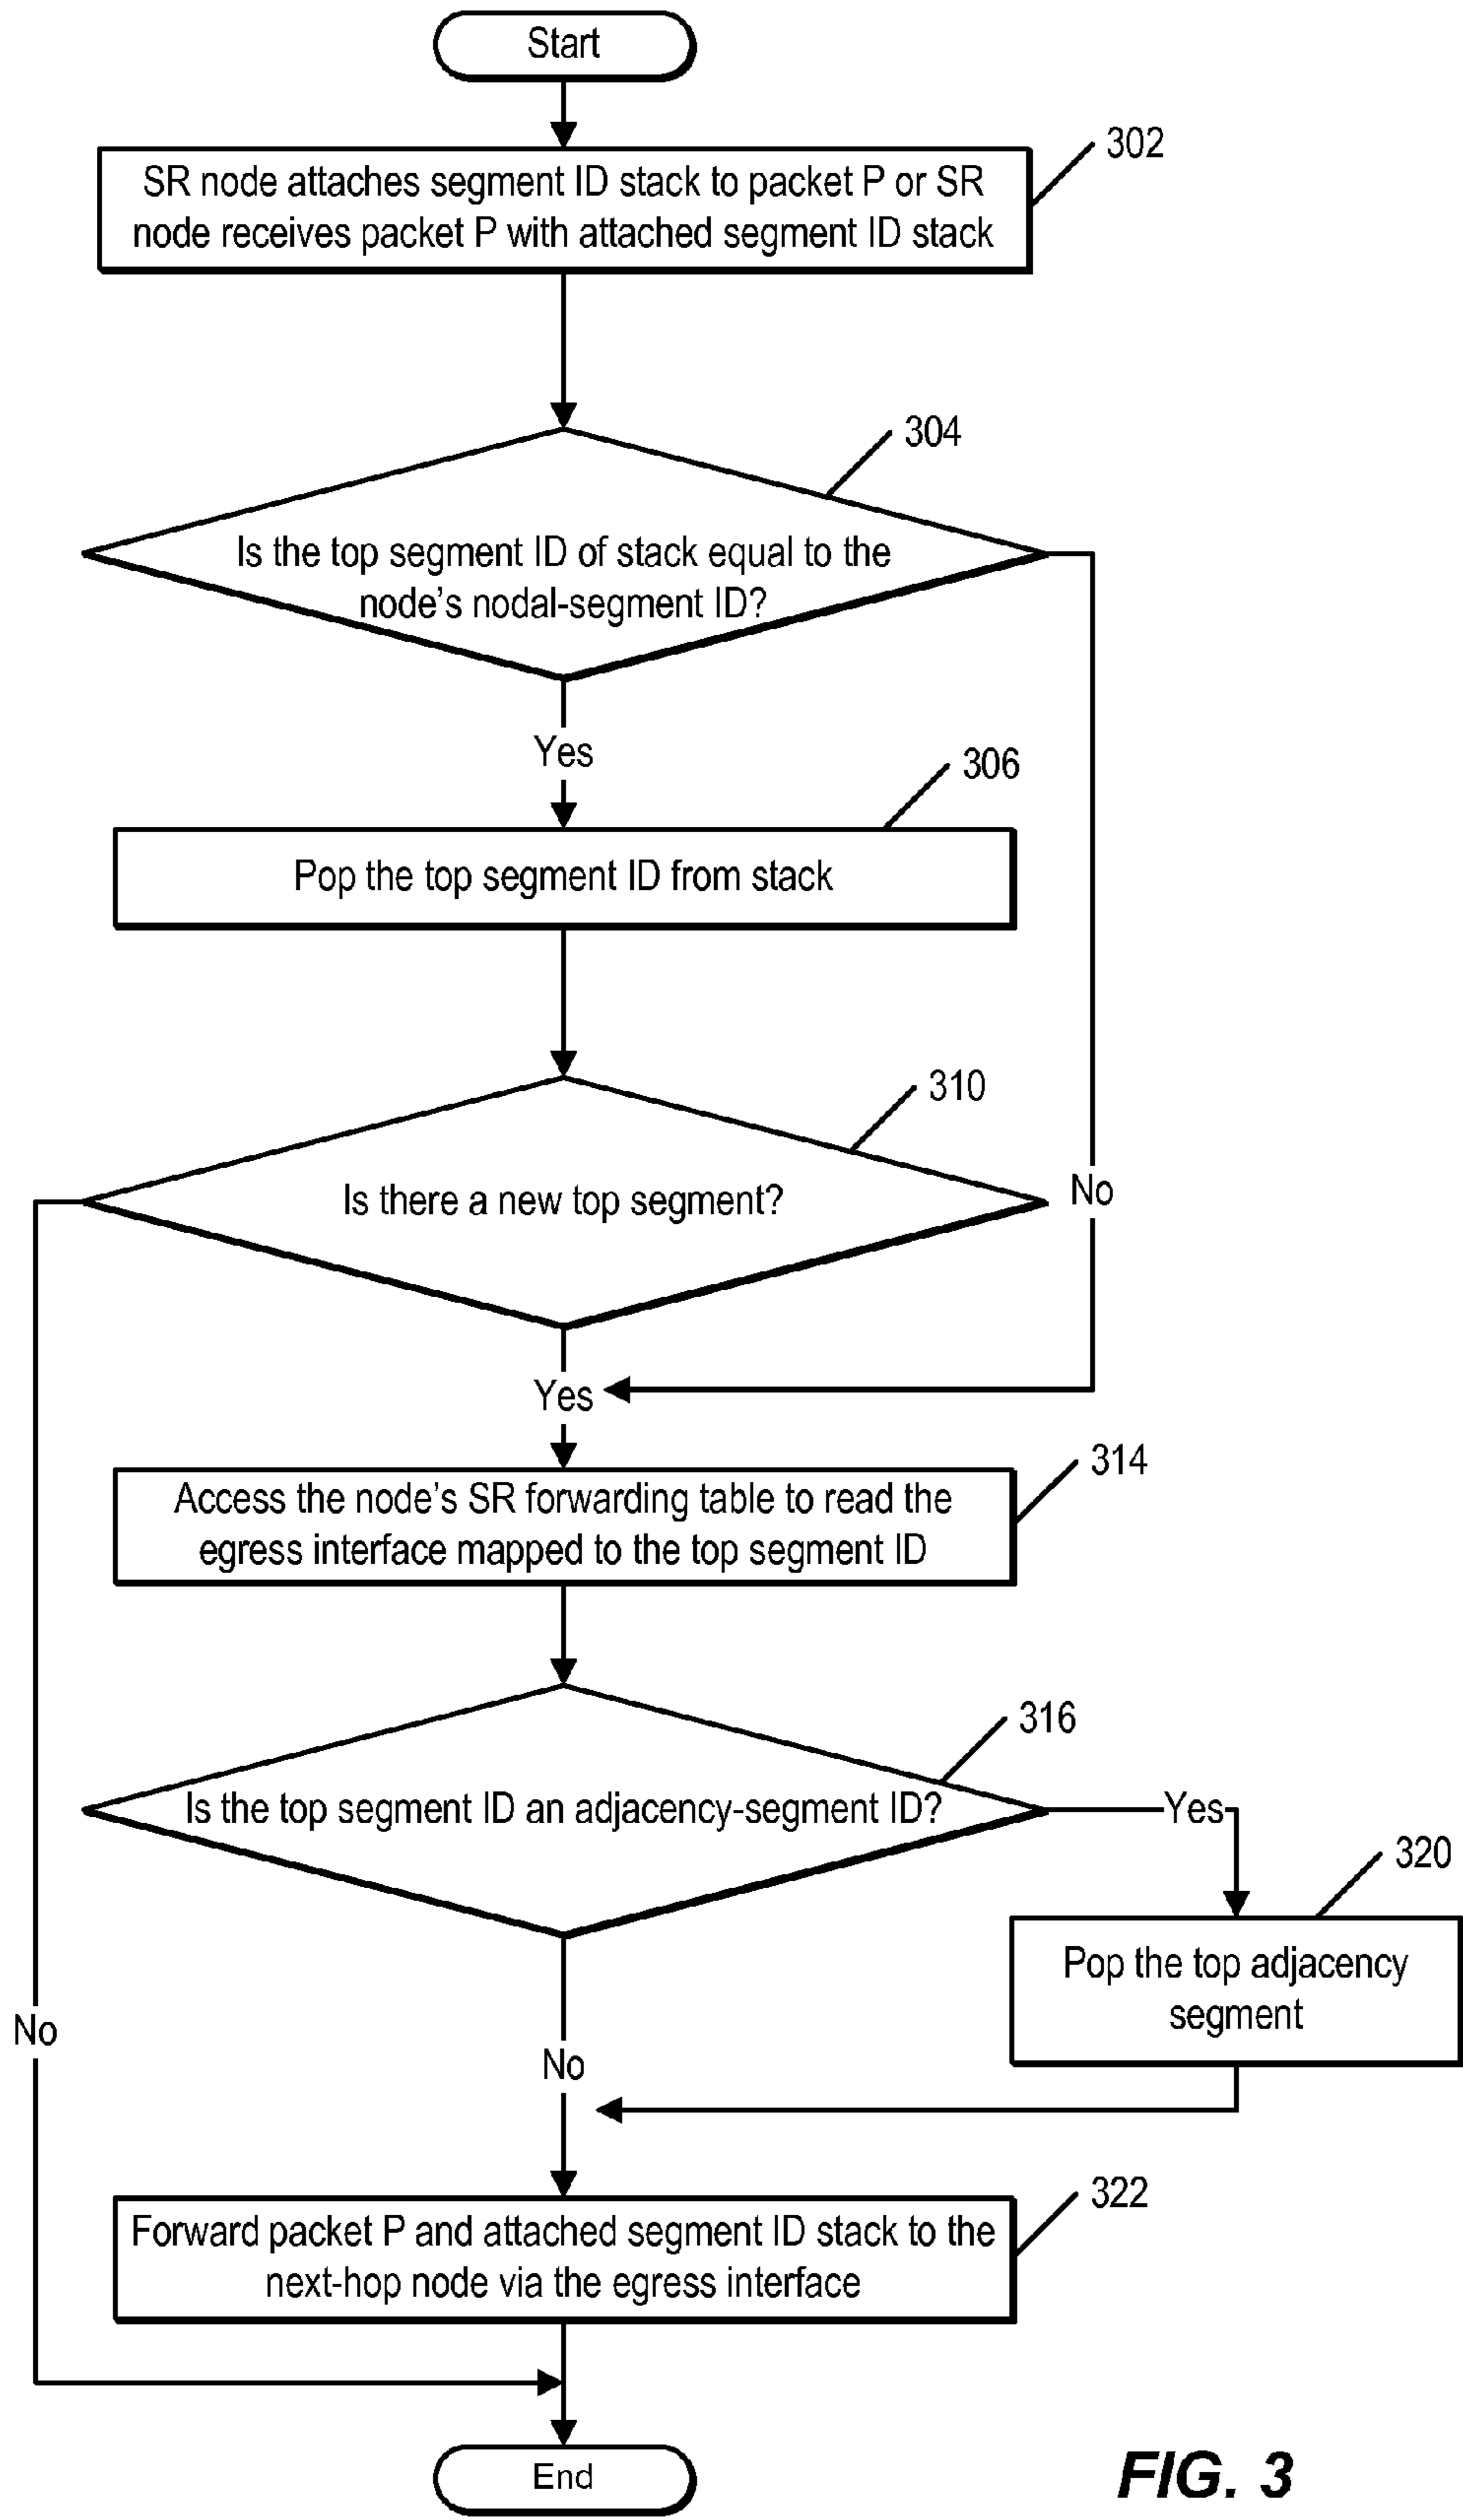 Start
302
SR node attaches segment ID stack to packet P or SR
node receives packet P with attached segment ID stack
304
Is the top segment ID of stack equal to the
node's nodal-segment ID?
Yes
306
Pop the top segment ID from stack
310
Is there a new top segment?
No
Yes
314
Access the node's SR forwarding table to read the
egress interface mapped to the top segment ID
316
Is the top segment ID an adjacency-segment ID?
Yes
320
Pop the top adjacency
segment
No
No
322
Forward packet P and attached segment ID stack to the
next-hop node via the egress interface
End
FIG. 3